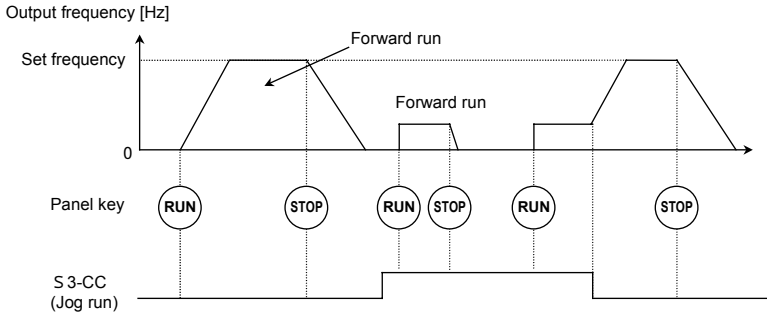 Output frequency [Hz]
Forward run
Set frequency
Forward run
0
Panel key
RUN
STOP
RUN
STOP
RUN
STOP
S3-CC
(Jog run)